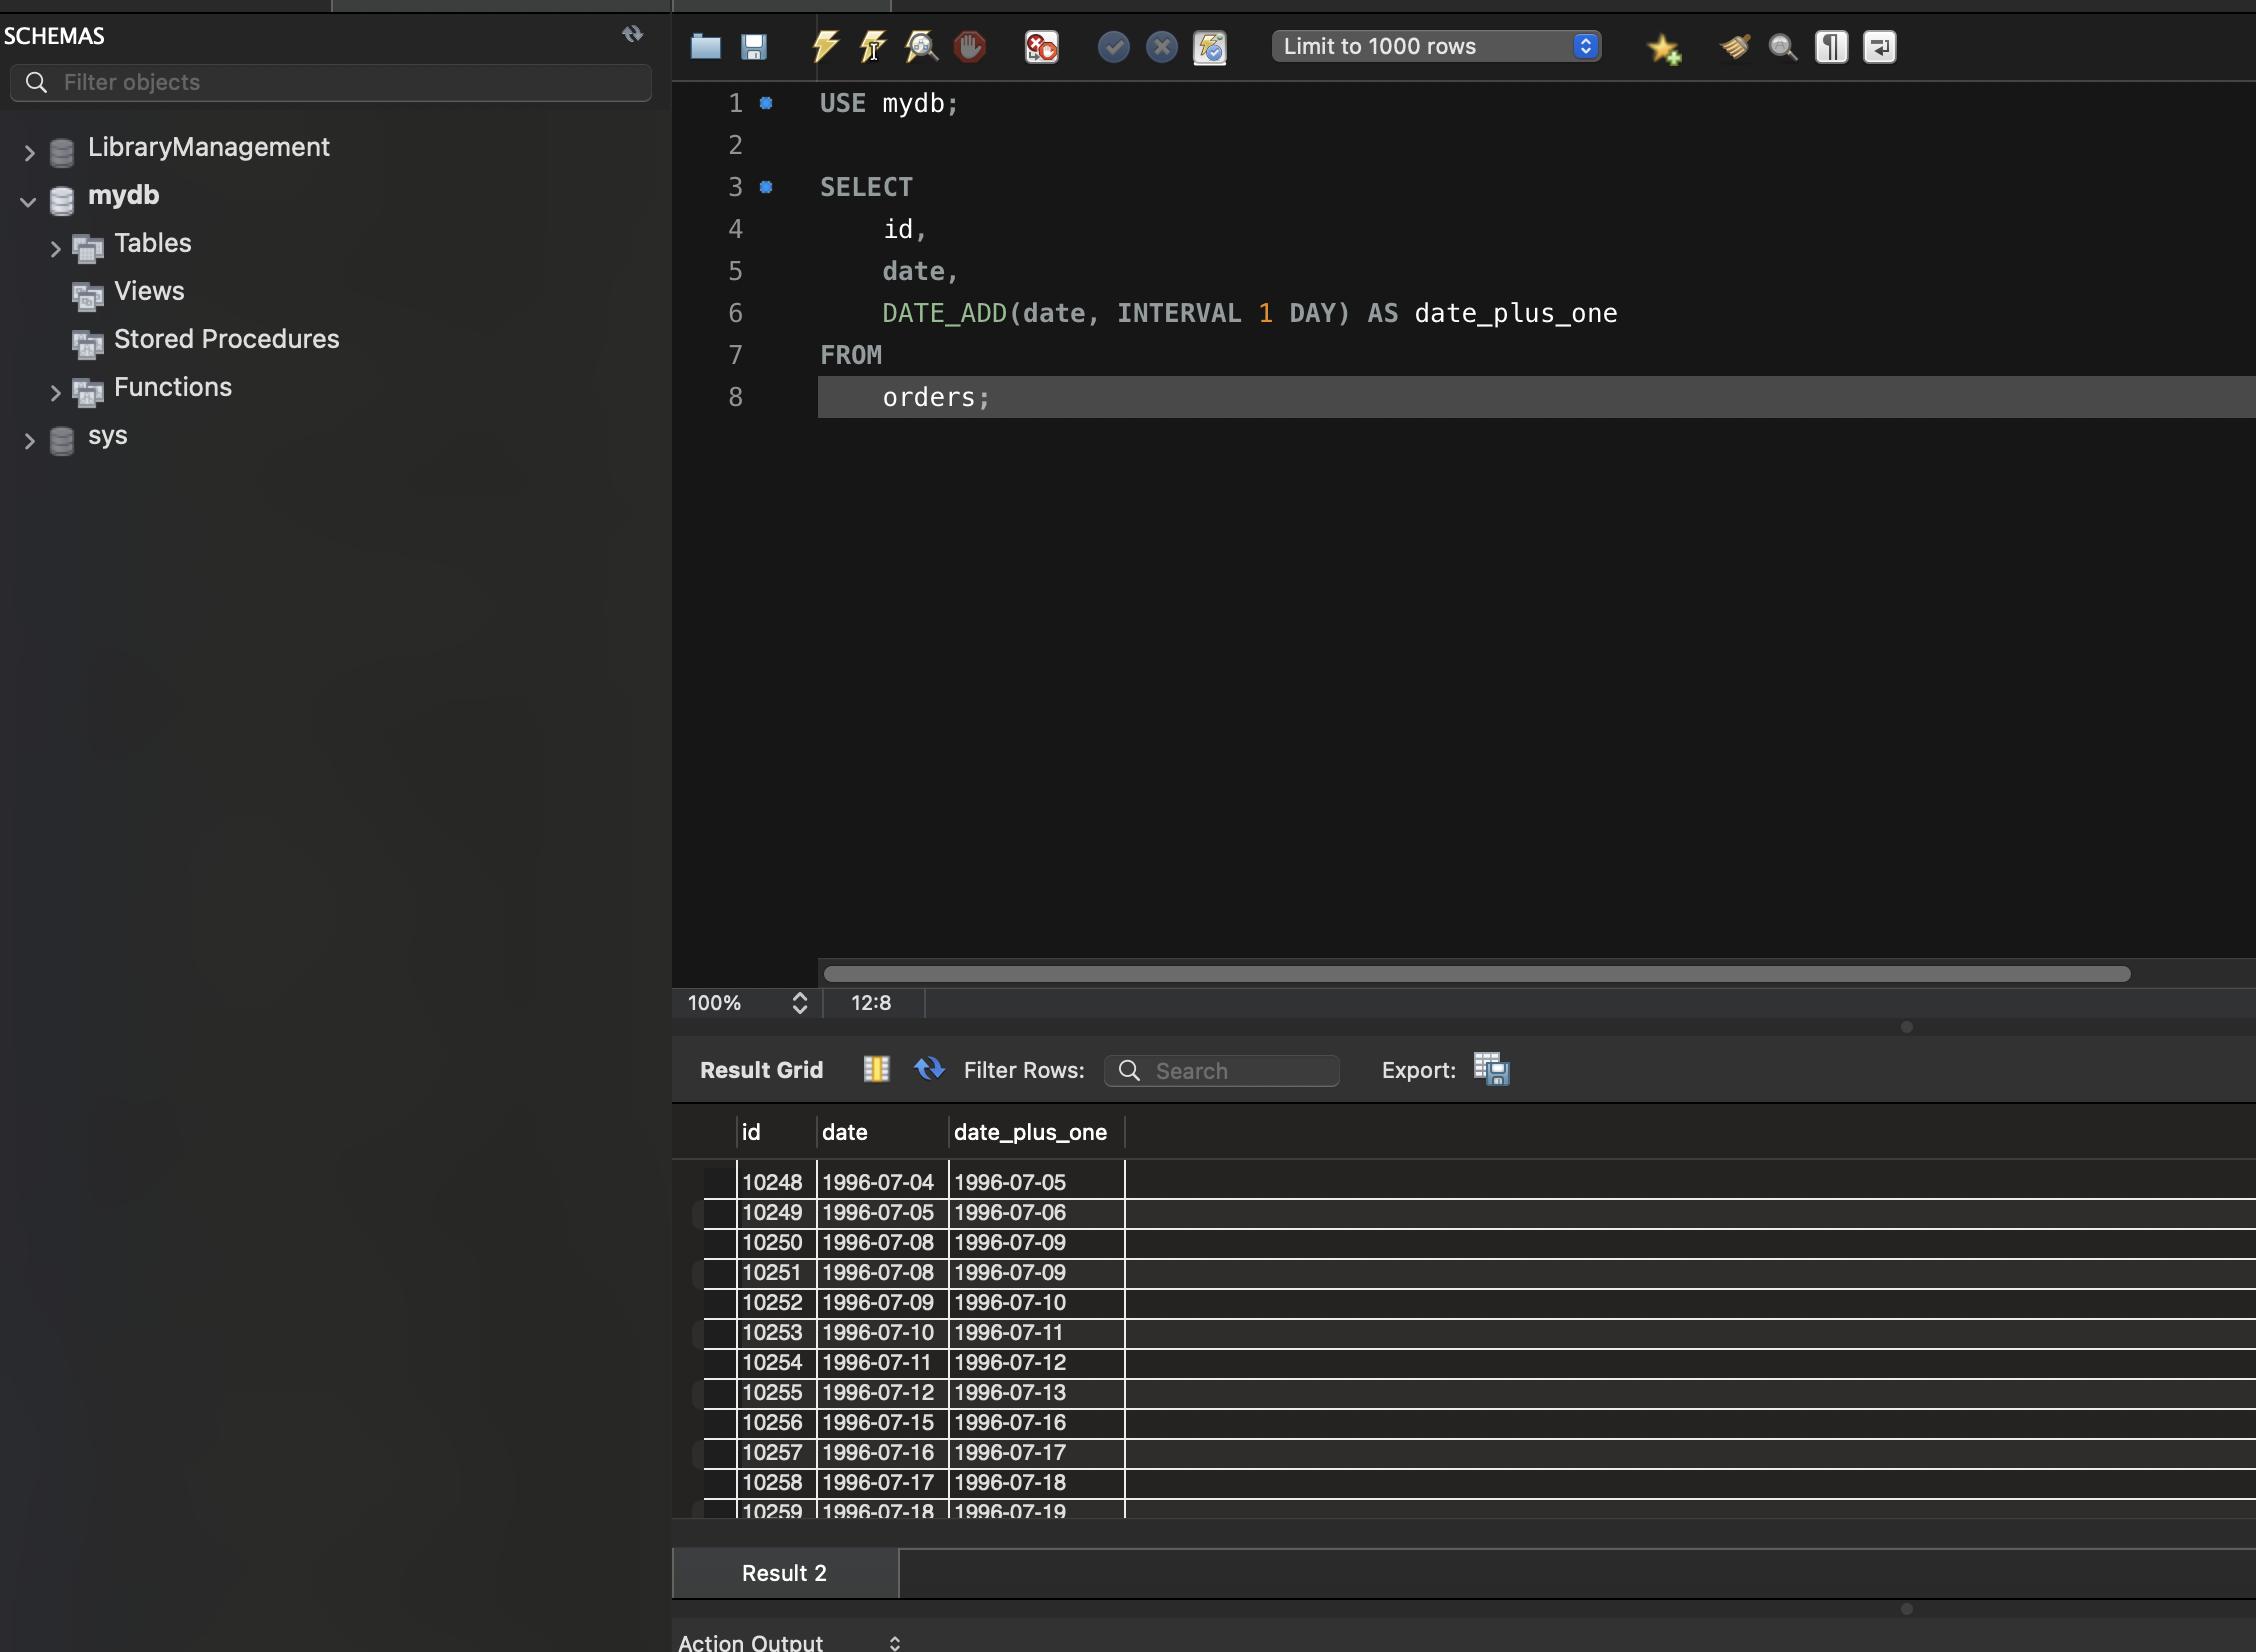 SCHEMAS
Filter objects
LibraryManagement
mydb
Tables
Views
Stored Procedures
Functions
sys
Limit to 1000 rows
1 USE mydb;
2
3 SELECT
4 id,
5 date,
6 DATE_ADD(date, INTERVAL 1 DAY) AS date_plus_one
7 FROM
8 orders;
100% 12:8
Result Grid Filter Rows: Search Export:
id date date_plus_one
10248 1996-07-04 1996-07-05
10249 1996-07-05 1996-07-06
10250 1996-07-08 1996-07-09
10251 1996-07-08 1996-07-09
10252 1996-07-09 1996-07-10
10253 1996-07-10 1996-07-11
10254 1996-07-11 1996-07-12
10255 1996-07-12 1996-07-13
10256 1996-07-15 1996-07-16
10257 1996-07-16 1996-07-17
10258 1996-07-17 1996-07-18
10259 1996-07-18 1996-07-19
Result 2
Action Output